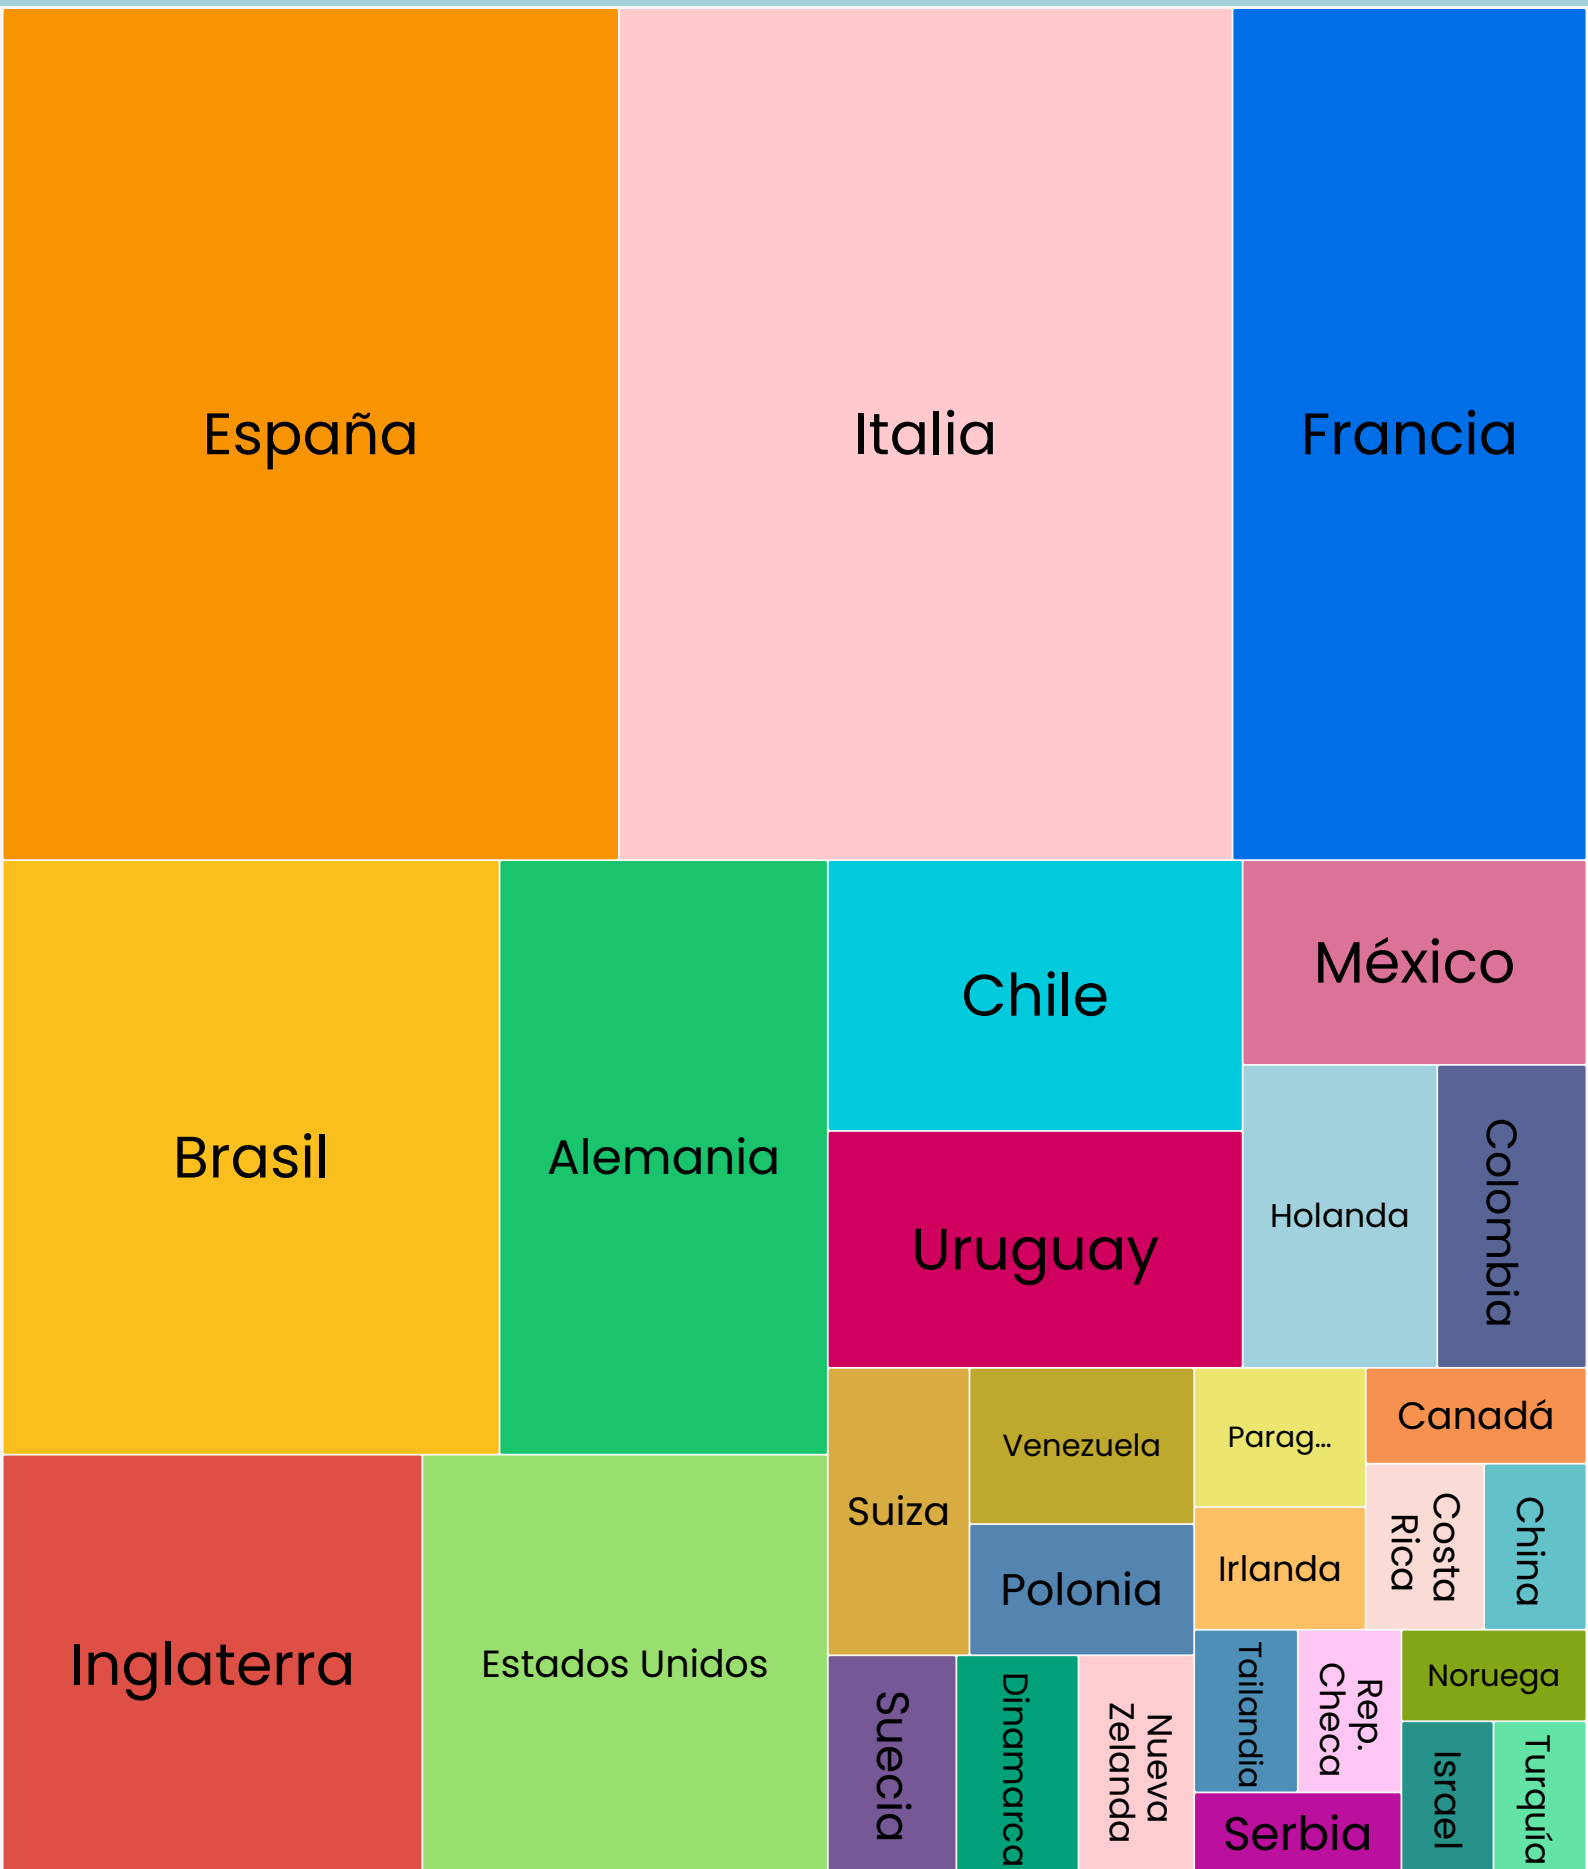 España
Italia
Francia
Brasil
Alemania
Chile
México
Uruguay
Holanda
Colombia
Inglaterra
Estados Unidos
Suiza
Venezuela
Parag...
Canadá
Polonia
Irlanda
Costa
Rica
China
Suecia
Dinamarca
Nueva
Zelanda
Tailandia
Rep.
Checa
Noruega
Serbia
Israel
Turquía